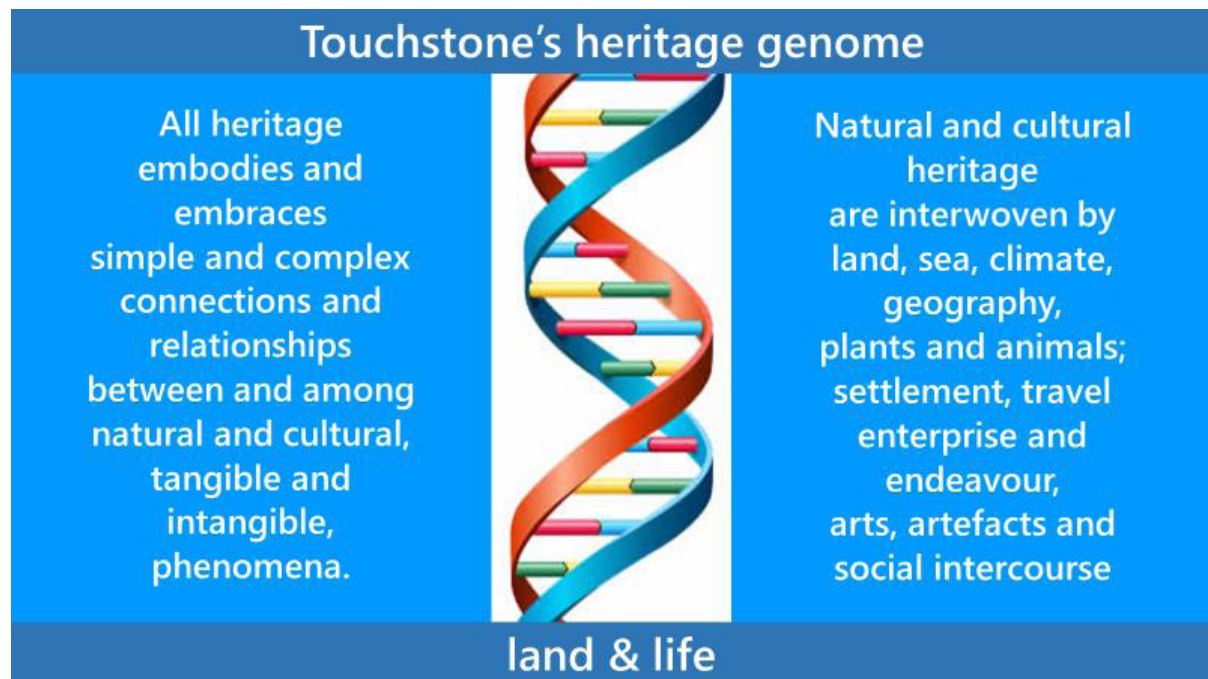 Touchstone’s heritage genome
All heritage
embodies and
embraces
simple and complex
connections and
relationships
between and among
natural and cultural,
tangible and
intangible,
phenomena.
Natural and cultural
heritage
are interwoven by
land, sea, climate,
geography,
plants and animals;
settlement, travel
enterprise and
endeavour,
arts, artefacts and
social intercourse
land & life